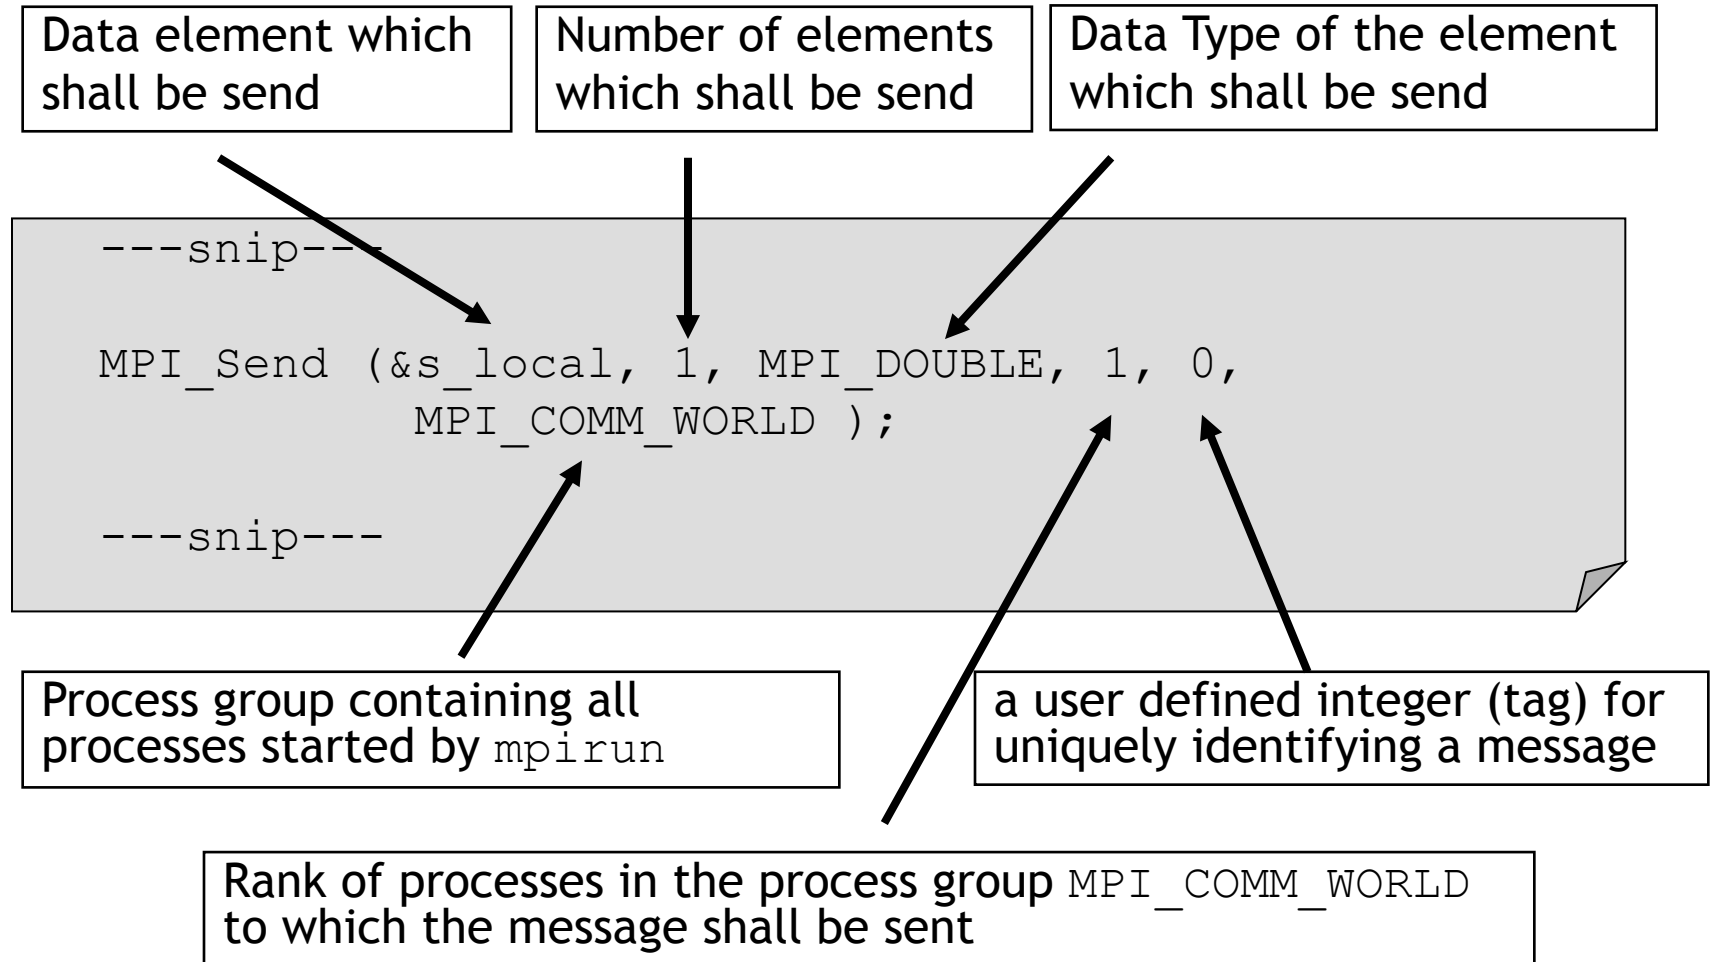 Data element which
shall be send
Number of elements
which shall be send
Data Type of the element
which shall be send
---snip---
MPI_Send (&s_local, 1, MPI_DOUBLE, 1, 0,
MPI_COMM_WORLD );
---snip---
Process group containing all
processes started by mpirun
a user defined integer (tag) for
uniquely identifying a message
Rank of processes in the process group MPI_COMM_WORLD
to which the message shall be sent